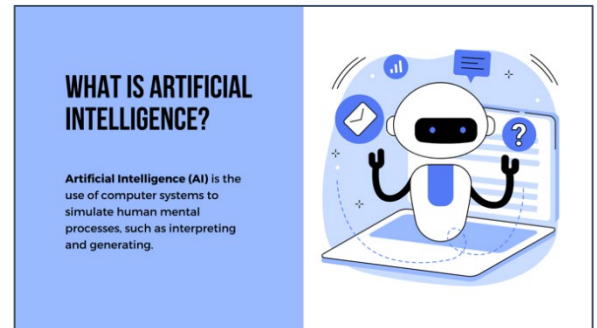 WHAT IS ARTIFICIAL
INTELLIGENCE?
Artificial Intelligence (AI) is the
use of computer systems to
simulate human mental
processes, such as interpreting
and generating.
?